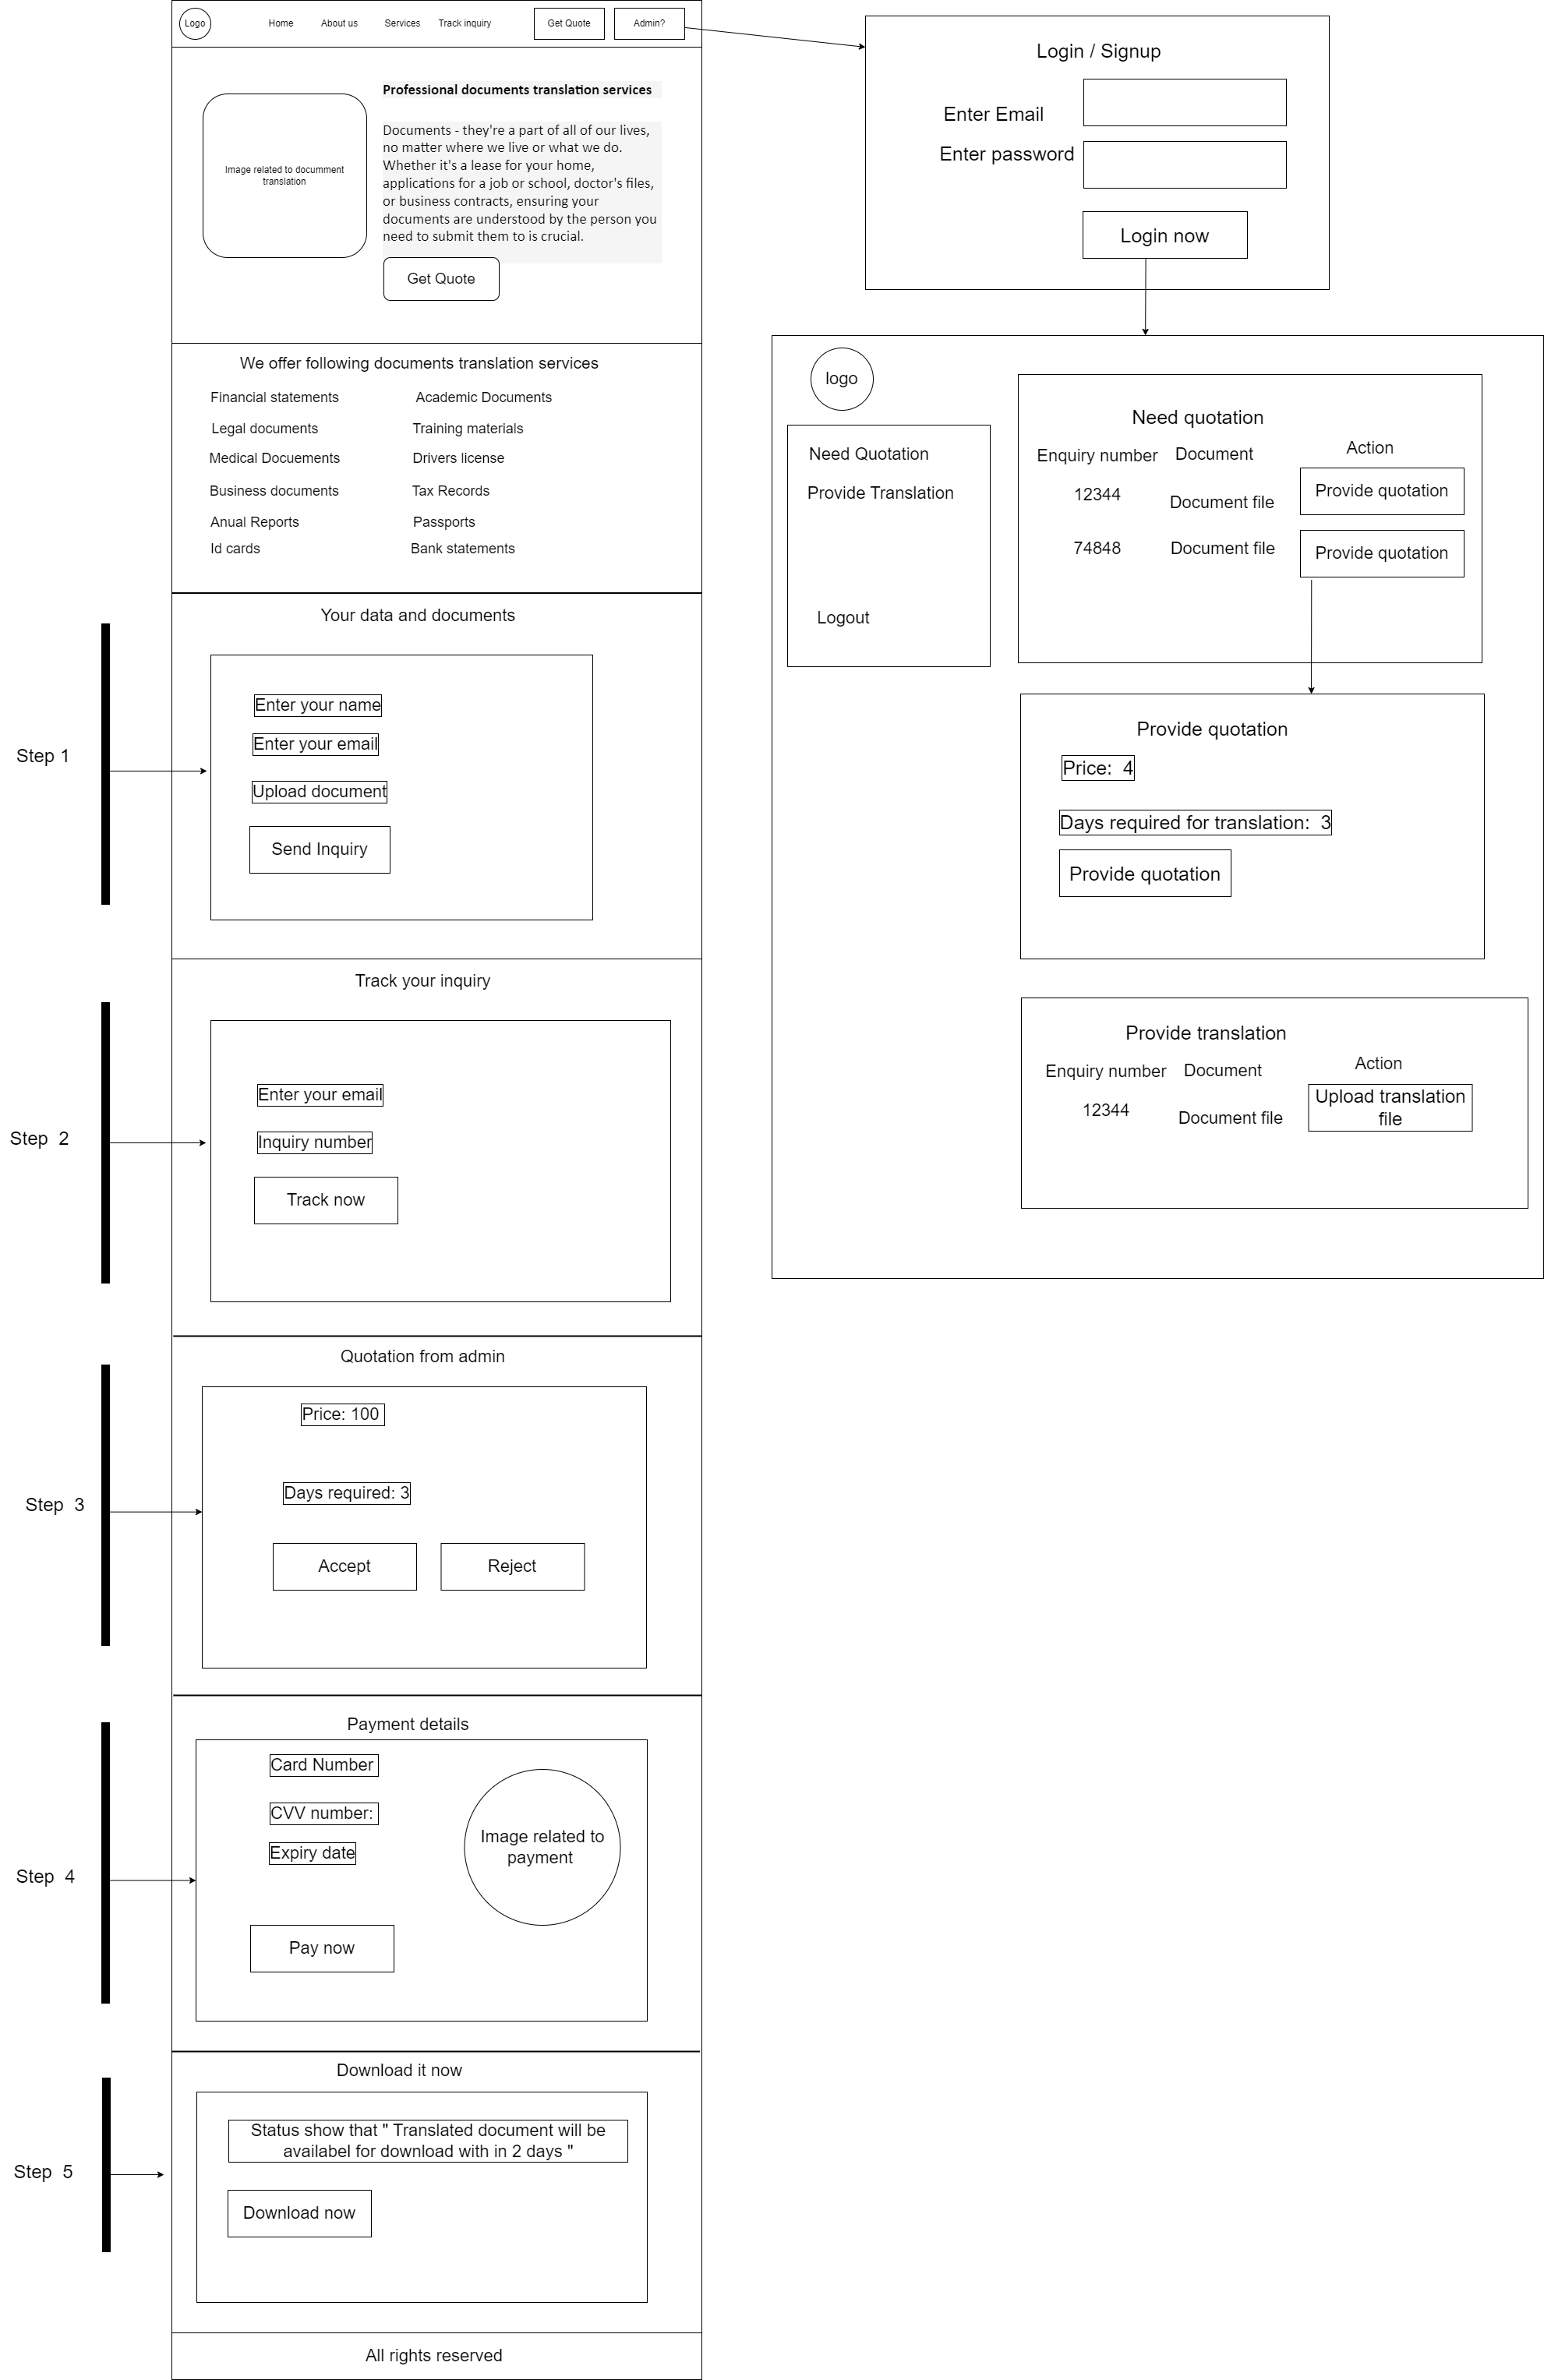 Logo
Home
About us
Services
Track inquiry
Get Quote
Admin?
Professional documents translation services
Documents - they're a part of all of our lives,
no matter where we live or what we do.
Whether it's a lease for your home,
applications for a job or school, doctor's files,
or business contracts, ensuring your
documents are understood by the person you
need to submit them to is crucial.
Image related to documment
translation
Get Quote
We offer following documents translation services
Financial statements
Academic Documents
Legal documents
Training materials
Medical Docuements
Drivers license
Business documents
Tax Records
Anual Reports
Passports
Id cards
Bank statements
Step 1
Your data and documents
Enter your name
Enter your email
Upload document
Send Inquiry
Step 2
Track your inquiry
Enter your email
Inquiry number
Track now
Step 3
Quotation from admin
Price: 100
Days required: 3
Accept
Reject
Step 4
Payment details
Card Number
CVV number:
Expiry date
Image related to
payment
Pay now
Step 5
Download it now
Status show that " Translated document will be
availabel for download with in 2 days "
Download now
All rights reserved
Login / Signup
Enter Email
Enter password
Login now
logo
Need Quotation
Provide Translation
Logout
Need quotation
Enquiry number
Document
Action
12344
Document file
Provide quotation
74848
Document file
Provide quotation
Provide quotation
Price: 4
Days required for translation: 3
Provide quotation
Provide translation
Enquiry number
Document
Action
12344
Document file
Upload translation
file